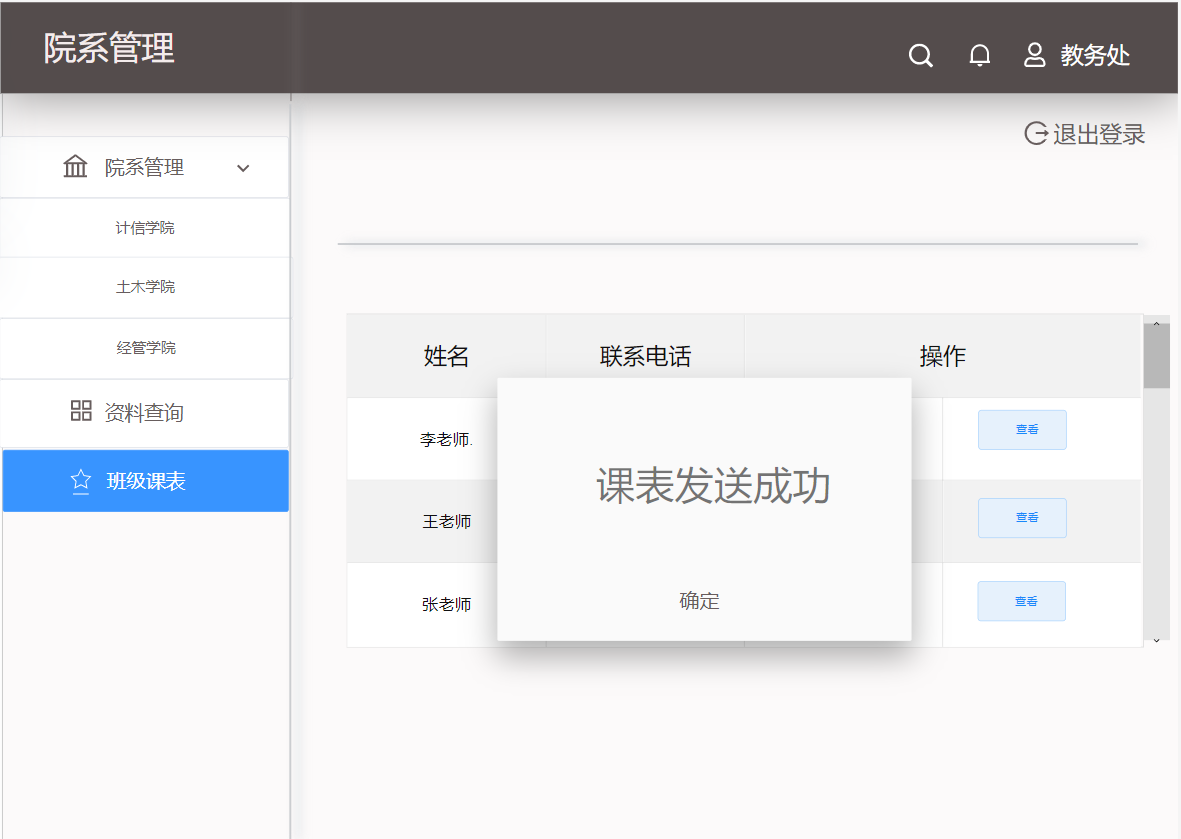 院系管理
教务处
退出登录
院系管理
计信学院
土木学院
经管学院
资料查询
班级课表
姓名 联系电话 操作
李老师. 查看
王老师 查看
张老师 查看
课表发送成功
确定